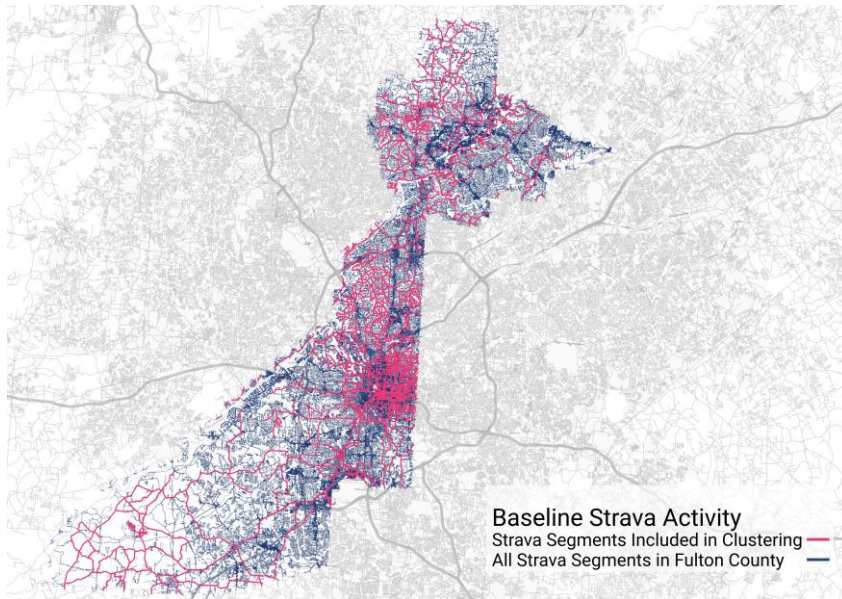 Baseline Strava Activity
Strava Segments Included in Clustering
All Strava Segments in Fulton County